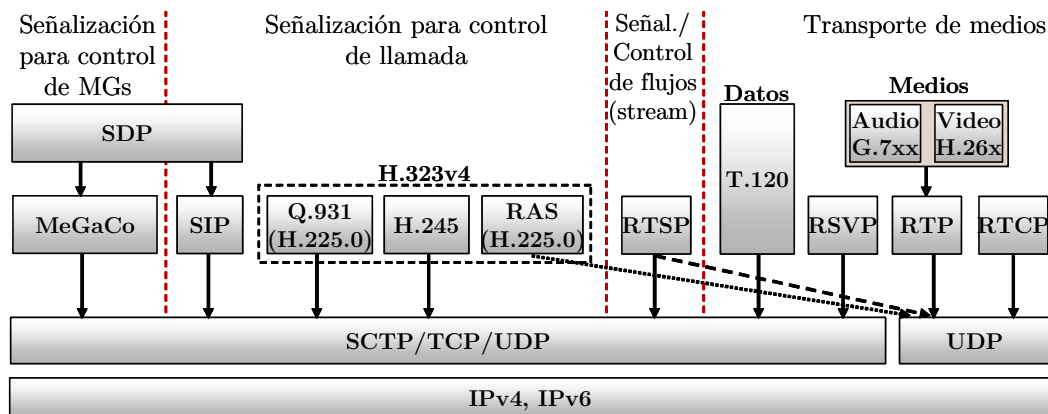 Señalización
para control
de MGs
Señalización para control
de llamada
Señal./
Control
de flujos
(stream)
Transporte de medios
Datos
Medios
SDP
Audio
G.7xx
Video
H.26x
H.323v4
T.120
MeGaCo
SIP
Q.931
(H.225.0)
H.245
RAS
(H.225.0)
RTSP
RSVP
RTP
RTCP
SCTP/TCP/UDP
UDP
IPv4, IPv6